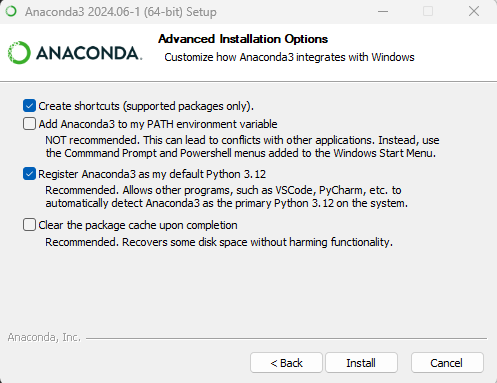 Anaconda3 2024.06-1 (64-bit) Setup
ANACONDA.
Advanced Installation Options
Customize how Anaconda3 integrates with Windows
Create shortcuts (supported packages only).
Add Anaconda3 to my PATH environment variable
NOT recommended. This can lead to conflicts with other applications. Instead, use
the Commmand Prompt and Powershell menus added to the Windows Start Menu.
Register Anaconda3 as my default Python 3.12
Recommended. Allows other programs, such as VSCode, PyCharm, etc. to
automatically detect Anaconda3 as the primary Python 3.12 on the system.
Clear the package cache upon completion
Recommended. Recovers some disk space without harming functionality.
Anaconda, Inc.
< Back
Install
Cancel